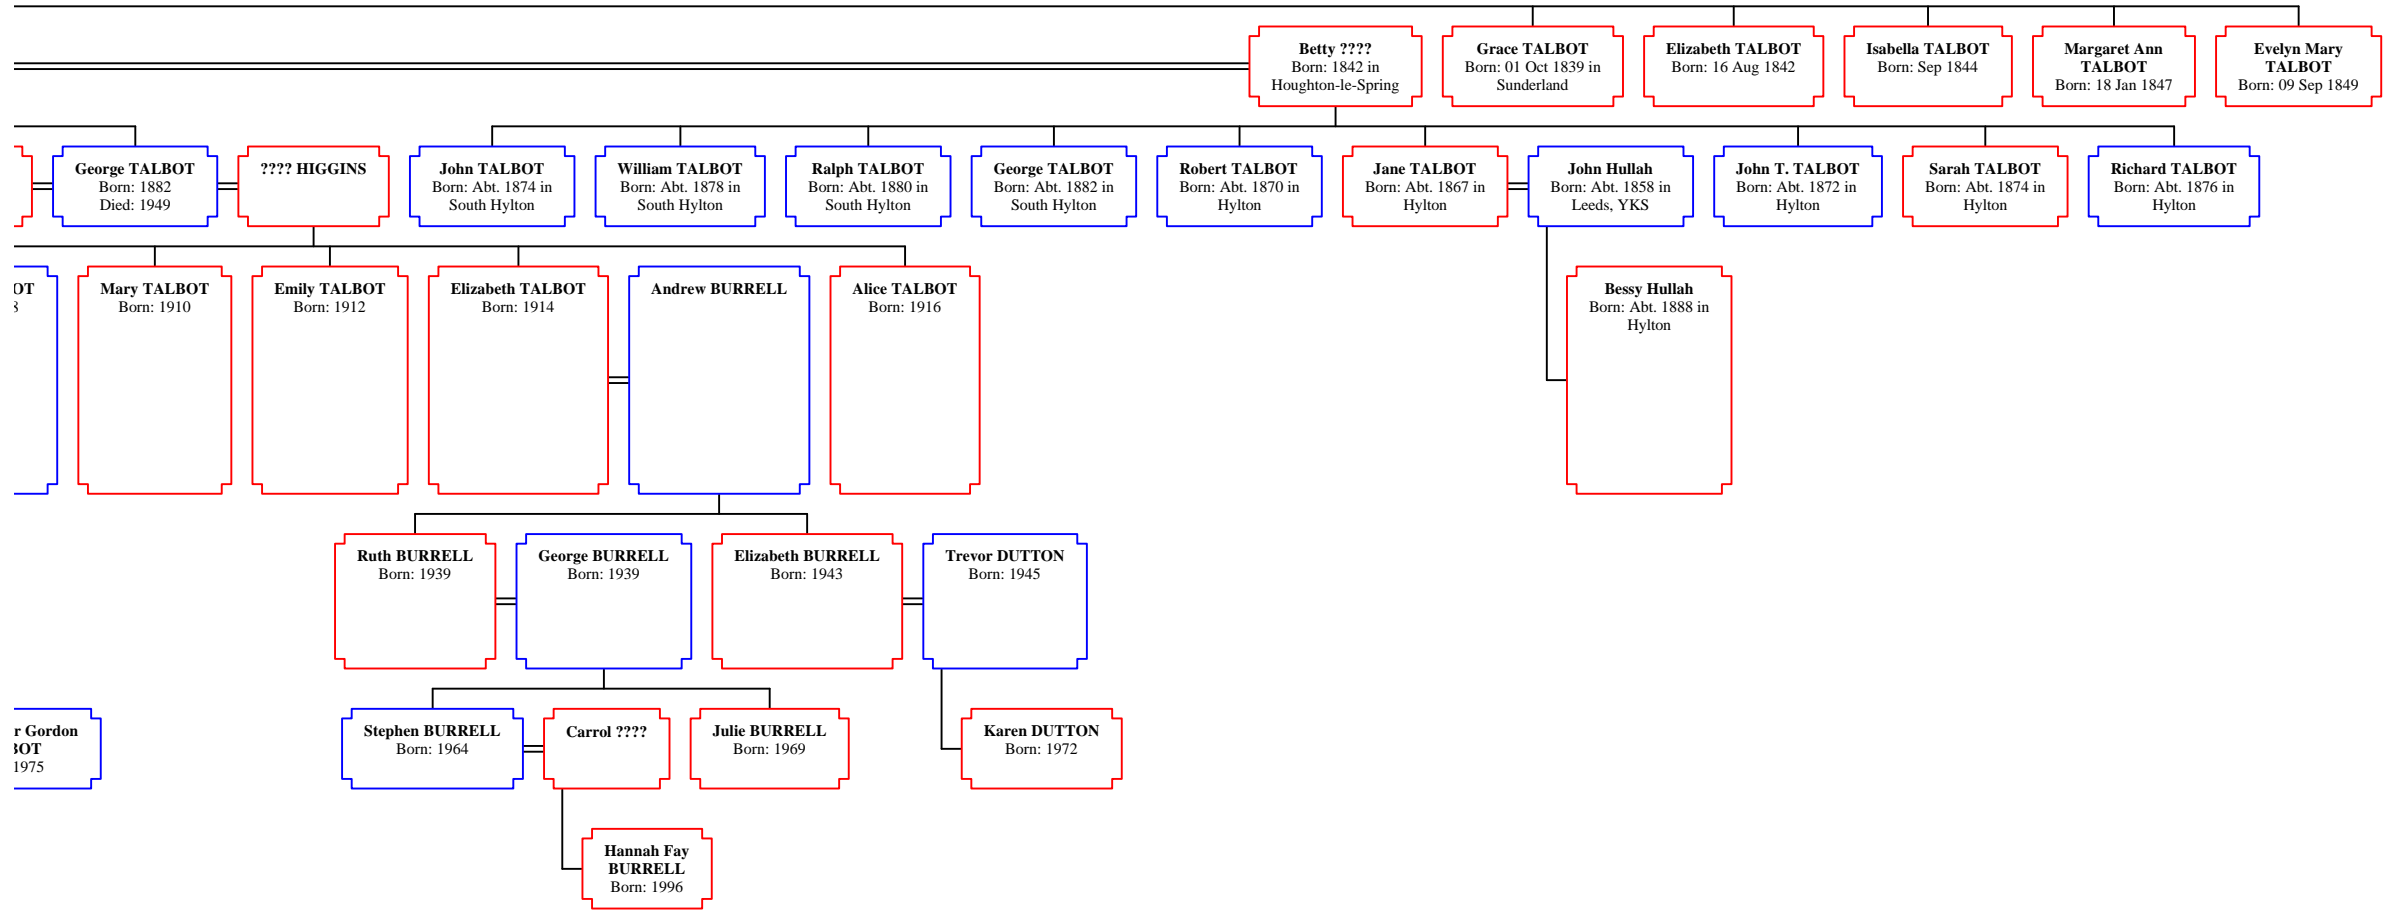 Betty ????
Born: 1842 in
Houghton-le-Spring
Grace TALBOT
Born: 01 Oct 1839 in
Sunderland
Elizabeth TALBOT
Born: 16 Aug 1842
Isabella TALBOT
Born: Sep 1844
Margaret Ann
TALBOT
Born: 18 Jan 1847
Evelyn Mary
TALBOT
Born: 09 Sep 1849
George TALBOT
Born: 1882
Died: 1949
???? HIGGINS
John TALBOT
Born: Abt. 1874 in
South Hylton
William TALBOT
Born: Abt. 1878 in
South Hylton
Ralph TALBOT
Born: Abt. 1880 in
South Hylton
George TALBOT
Born: Abt. 1882 in
South Hylton
Robert TALBOT
Born: Abt. 1870 in
Hylton
Jane TALBOT
Born: Abt. 1867 in
Hylton
John Hullah
Born: Abt. 1858 in
Leeds, YKS
John T. TALBOT
Born: Abt. 1872 in
Hylton
Sarah TALBOT
Born: Abt. 1874 in
Hylton
Richard TALBOT
Born: Abt. 1876 in
Hylton
OT
8
Mary TALBOT
Born: 1910
Emily TALBOT
Born: 1912
Elizabeth TALBOT
Born: 1914
Andrew BURRELL
Alice TALBOT
Born: 1916
Bessy Hullah
Born: Abt. 1888 in
Hylton
Ruth BURRELL
Born: 1939
George BURRELL
Born: 1939
Elizabeth BURRELL
Born: 1943
Trevor DUTTON
Born: 1945
r Gordon
BOT
1975
Stephen BURRELL
Born: 1964
Carrol ????
Julie BURRELL
Born: 1969
Karen DUTTON
Born: 1972
Hannah Fay
BURRELL
Born: 1996